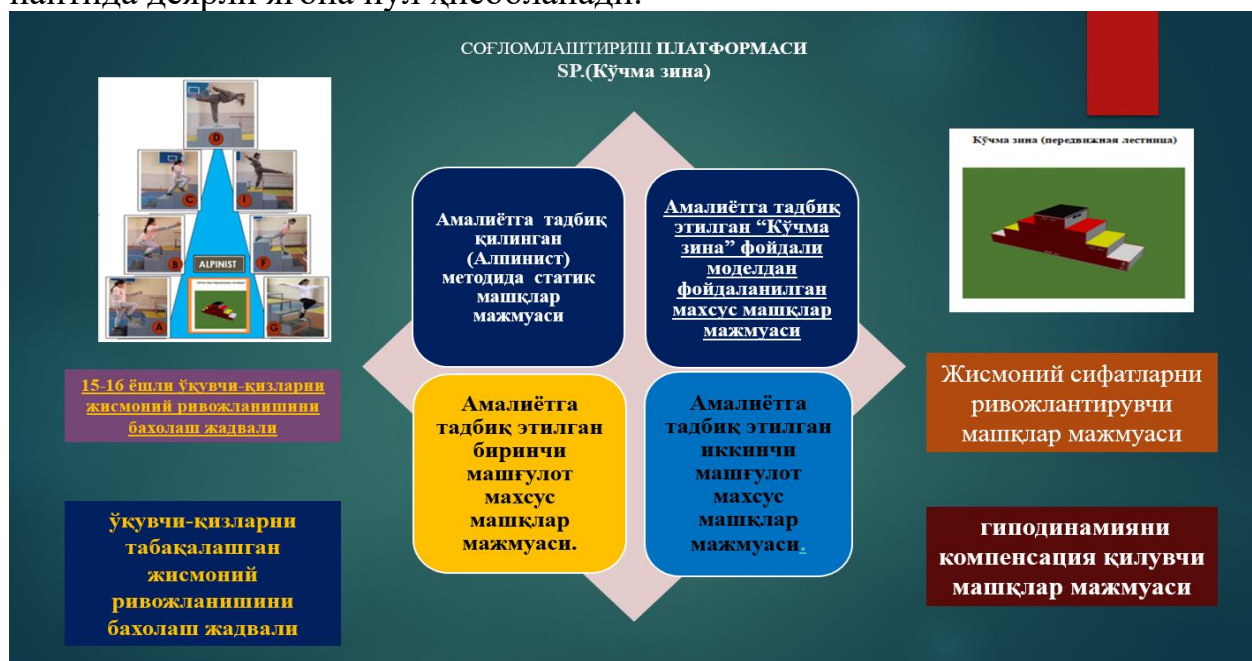 СОҒЛОМЛАШТИРИШ ПЛАТФОРМАСИ
SP.(Кўчма зина)
D
C
I
B
ALPINIST
F
A
G
Амалиётга тадбиқ
қилинган
(Алпинист)
методида статик
машқлар
мажмуаси
Амалиётга тадбиқ
этилган “Кўчма
зина” фойдали
моделдан
фойдаланилган
махсус машқлар
мажмуаси
Кўчма зина (передвижная лестница)
15-16 ёшли ўқувчи-қизларни
жисмоний ривожланишини
бахолаш жадвали
Амалиётга
тадбиқ этилган
биринчи
машғулот
махсус
машқлар
мажмуаси.
Амалиётга
тадбиқ этилган
иккинчи
машғулот
махсус
машқлар
мажмуаси.
Жисмоний сифатларни
ривожлантирувчи
машқлар мажмуаси
ўқувчи-қизларни
табақалашган
жисмоний
ривожланишини
бахолаш жадвали
гиподинамияни
компенсация қилувчи
машқлар мажмуаси